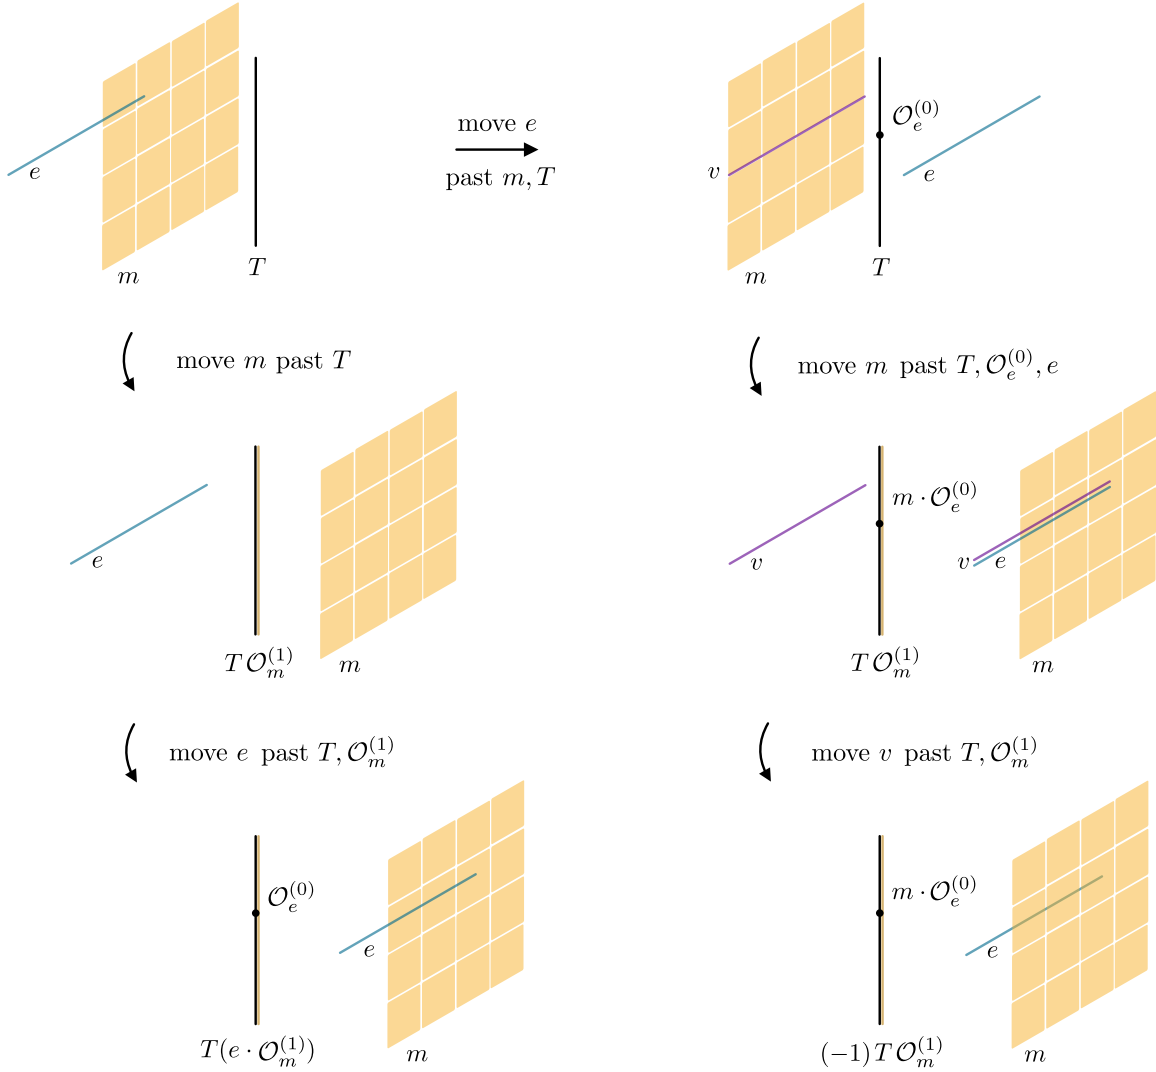 e
m
T
move e
past m, T
v
m
T
𝒪_e^{(0)}
e
move m past T
move m past T, 𝒪_e^{(0)}, e
e
T 𝒪_m^{(1)}
m
v
m · 𝒪_e^{(0)}
T 𝒪_m^{(1)}
v
e
m
move e past T, 𝒪_m^{(1)}
move v past T, 𝒪_m^{(1)}
𝒪_e^{(0)}
e
T(e · 𝒪_m^{(1)})
m
m · 𝒪_e^{(0)}
e
(−1) T 𝒪_m^{(1)}
m